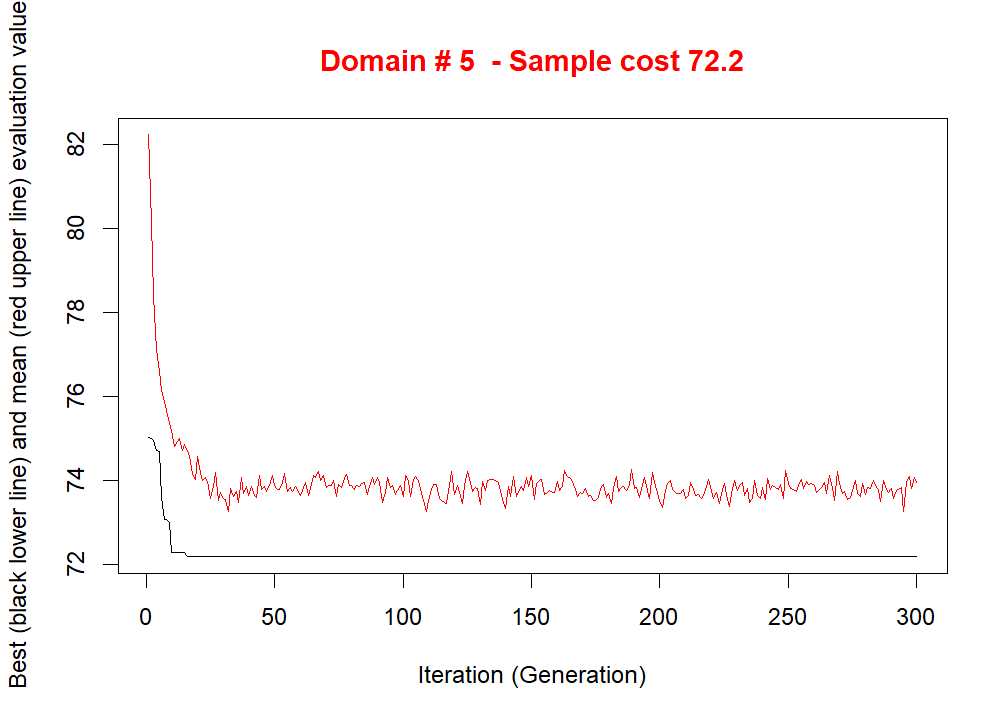 Domain # 5 - Sample cost 72.2
Best (black lower line) and mean (red upper line) evaluation value
82
80
78
76
74
72
0 50 100 150 200 250 300
Iteration (Generation)